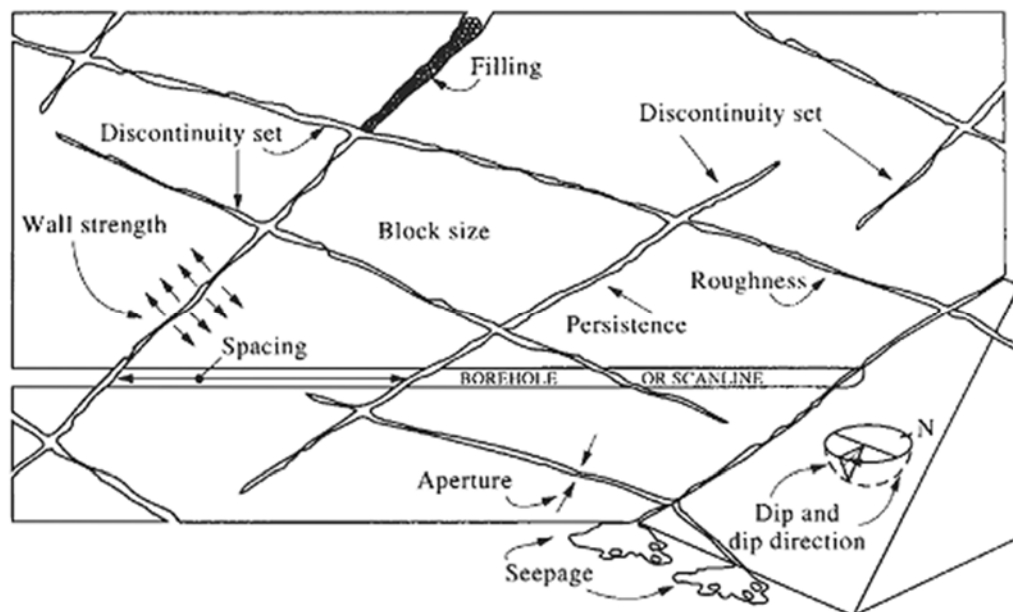 Filling
Discontinuity set
Discontinuity set
Wall strength
Block size
Roughness
Persistence
Spacing
BOREHOLE OR SCANLINE
N
Aperture
Dip and
dip direction
Seepage